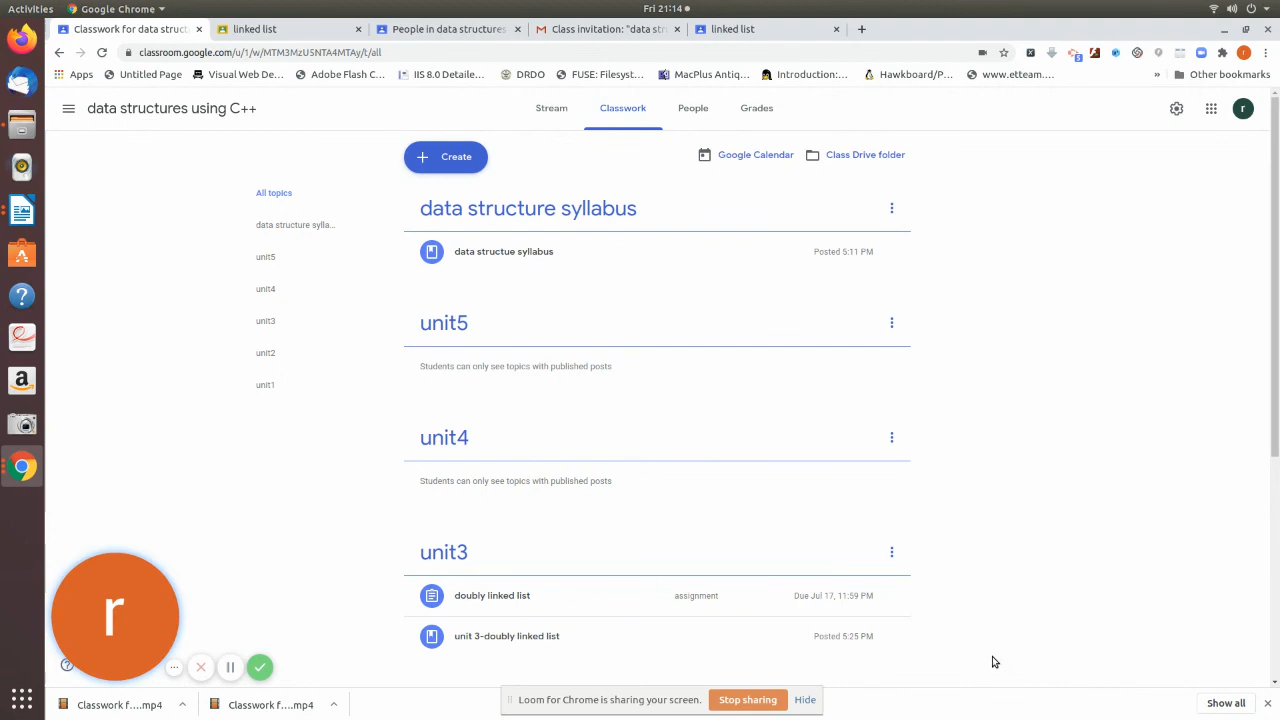 Activities Google Chrome Fri 21:14
Classwork for data struct linked list People in data structures Class invitation: "data str linked list
classroom.google.com/u/1/w/MTM3MzU5NTA4MTAy/t/all
Apps Untitled Page Visual Web De... Adobe Flash C... IIS 8.0 Detaile... DRDO FUSE: Filesyst... MacPlus Antiq... Introduction:... Hawkboard/P... www.etteam.... » Other bookmarks
data structures using C++ Stream Classwork People Grades r
Create Google Calendar Class Drive folder
All topics
data structure sylla...
unit5
unit4
unit3
unit2
unit1
data structure syllabus
data structue syllabus Posted 5:11 PM
unit5
Students can only see topics with published posts
unit4
Students can only see topics with published posts
unit3
doubly linked list assignment Due Jul 17, 11:59 PM
unit 3-doubly linked list Posted 5:25 PM
r
Loom for Chrome is sharing your screen. Stop sharing Hide
Classwork f....mp4 Classwork f....mp4 Show all